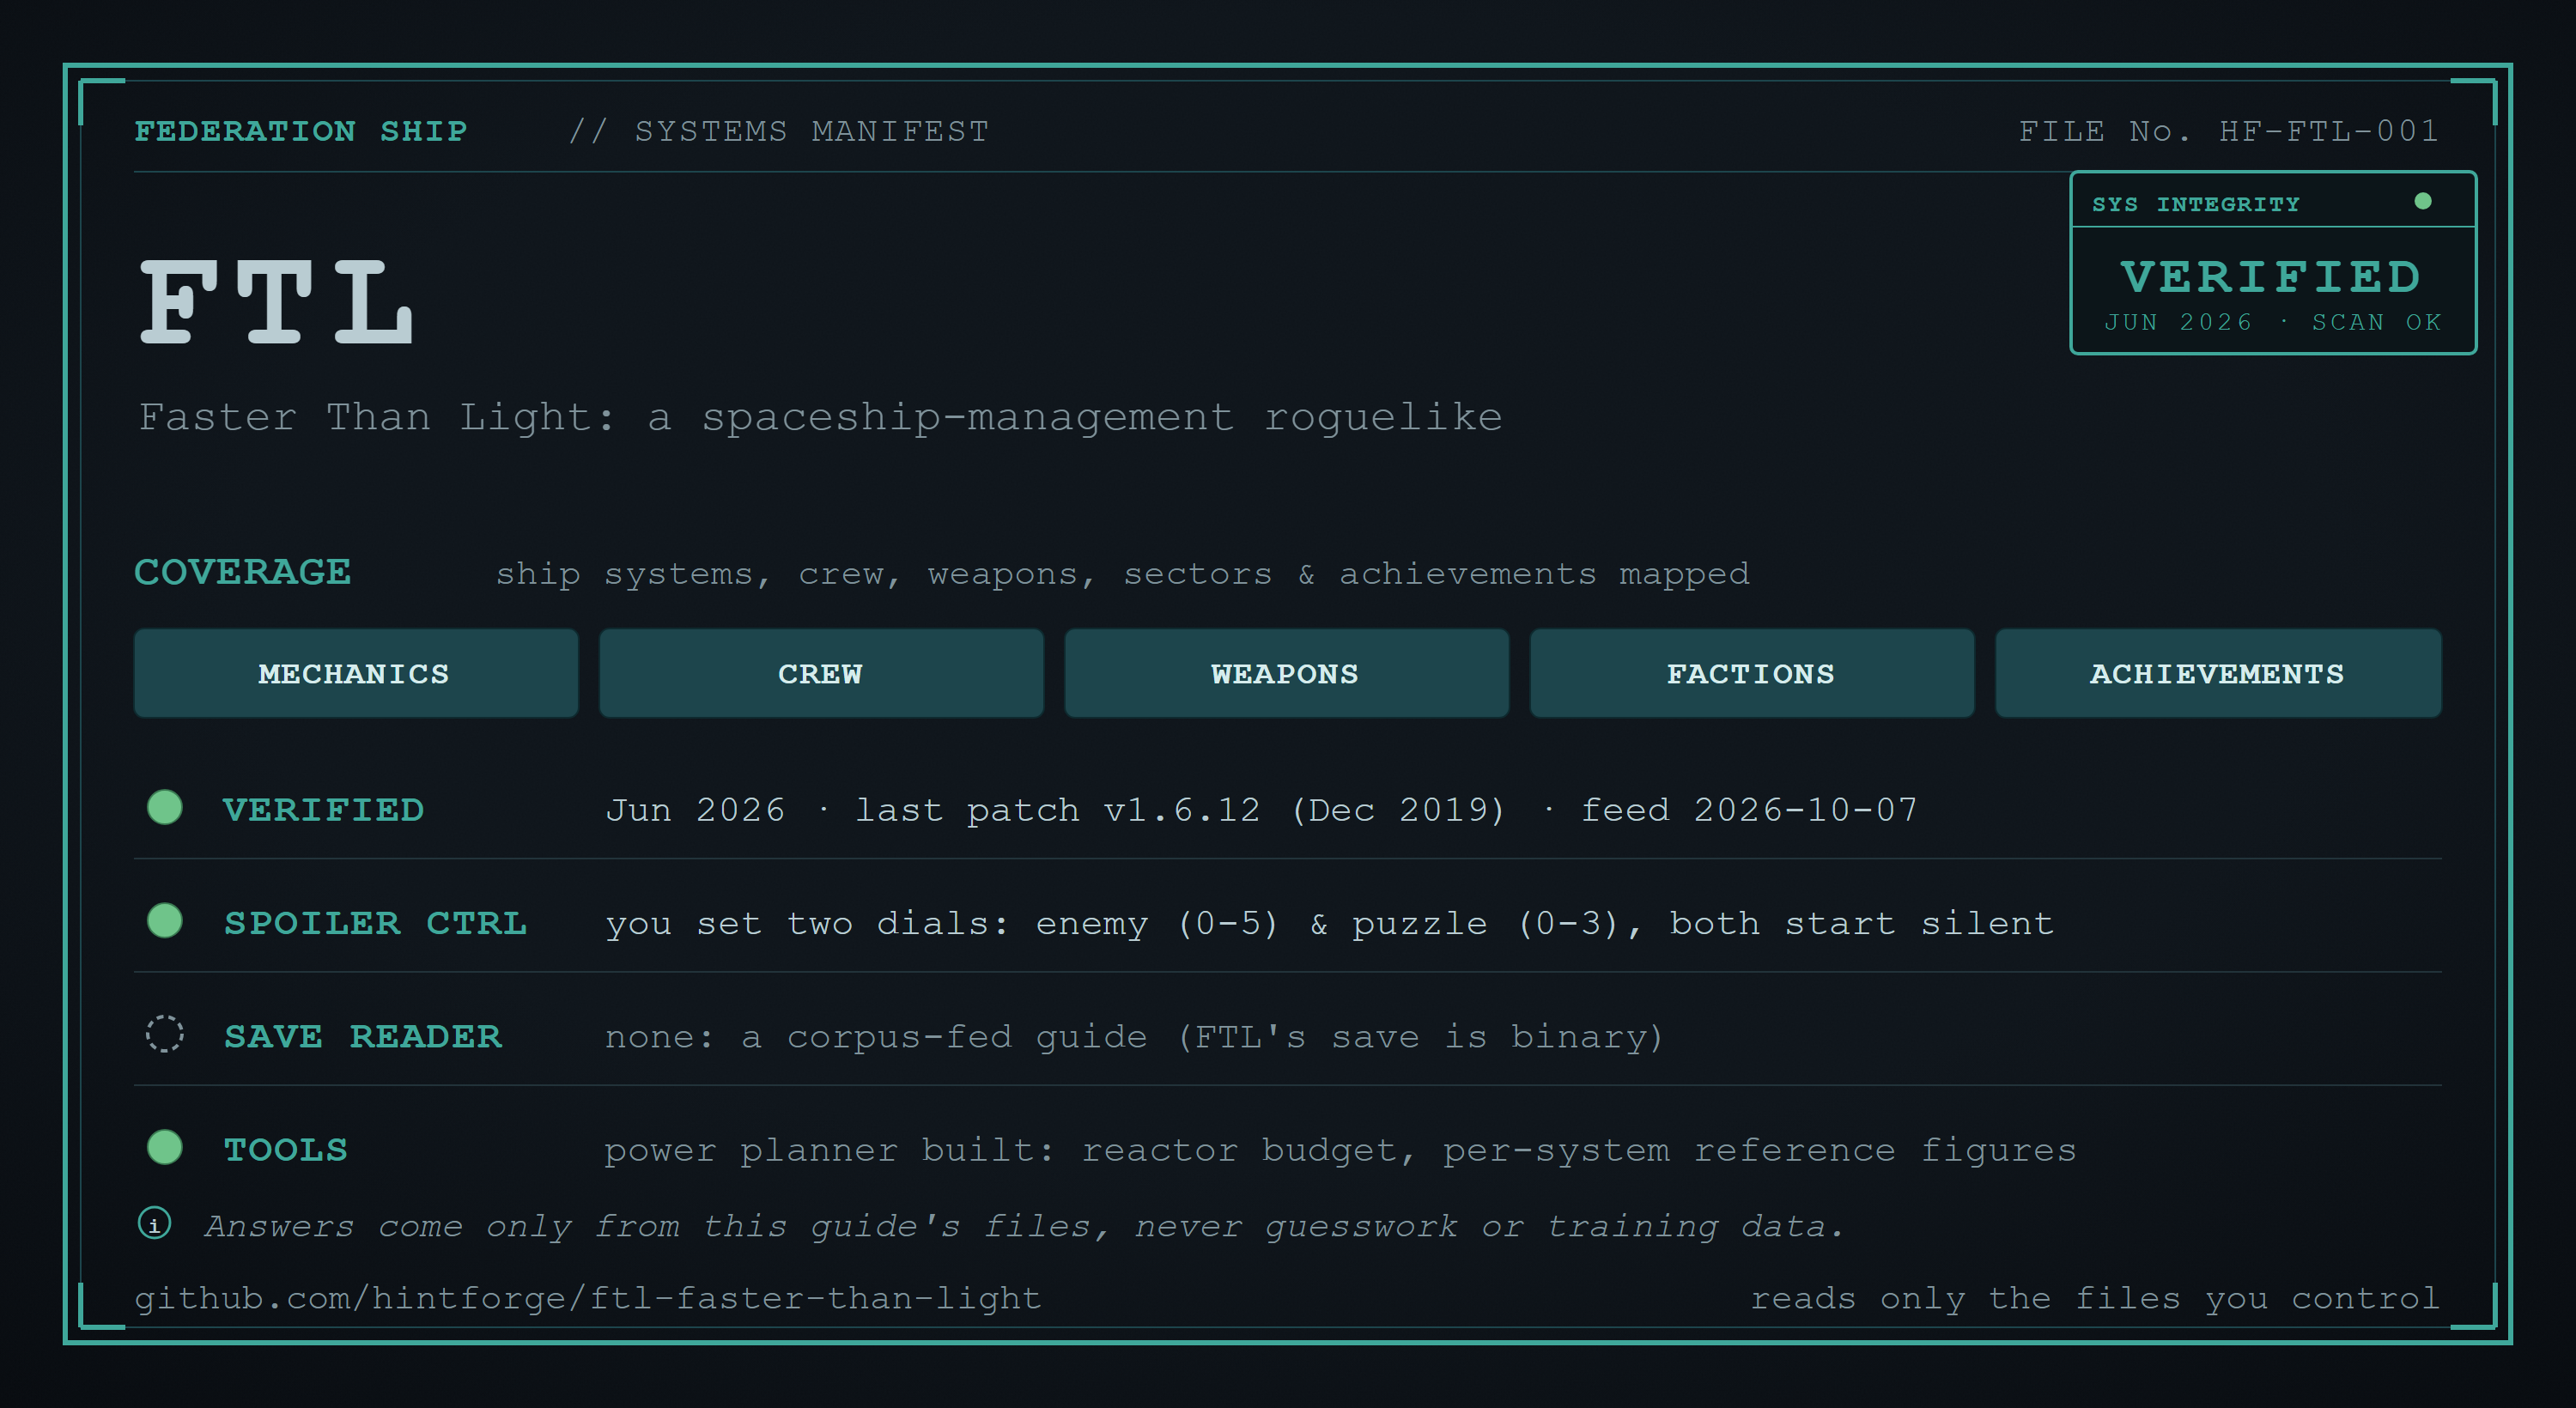 FEDERATION SHIP // SYSTEMS MANIFEST FILE No. HF-FTL-001
SYS INTEGRITY
VERIFIED
JUN 2026 · SCAN OK
FTL
Faster Than Light: a spaceship-management roguelike
COVERAGE ship systems, crew, weapons, sectors & achievements mapped
MECHANICS CREW WEAPONS FACTIONS ACHIEVEMENTS
VERIFIED Jun 2026 · last patch v1.6.12 (Dec 2019) · feed 2026-10-07
SPOILER CTRL you set two dials: enemy (0-5) & puzzle (0-3), both start silent
SAVE READER none: a corpus-fed guide (FTL's save is binary)
TOOLS power planner built: reactor budget, per-system reference figures
i Answers come only from this guide's files, never guesswork or training data.
github.com/hintforge/ftl-faster-than-light reads only the files you control